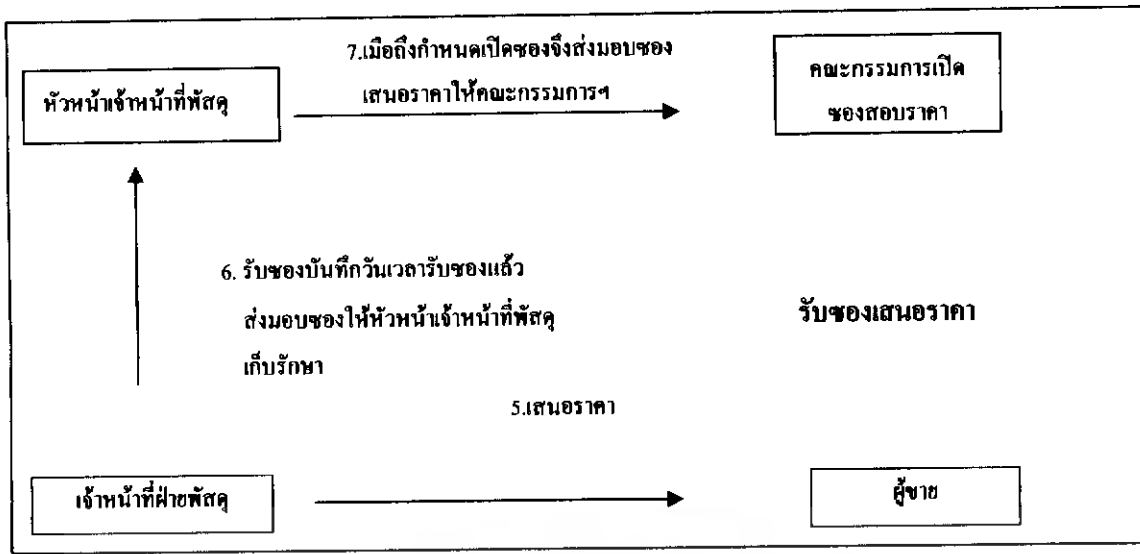 7.เมื่อถึงกำหนดเปิดซองจึงส่งมอบซอง
เสนอราคาให้คณะกรรมการฯ
หัวหน้าเจ้าหน้าที่พัสดุ
คณะกรรมการเปิด
ซองสอบราคา
6. รับซองบันทึกวันเวลารับซองแล้ว
ส่งมอบซองให้หัวหน้าเจ้าหน้าที่พัสดุ
เก็บรักษา
รับซองเสนอราคา
5.เสนอราคา
เจ้าหน้าที่ฝ่ายพัสดุ
ผู้ขาย